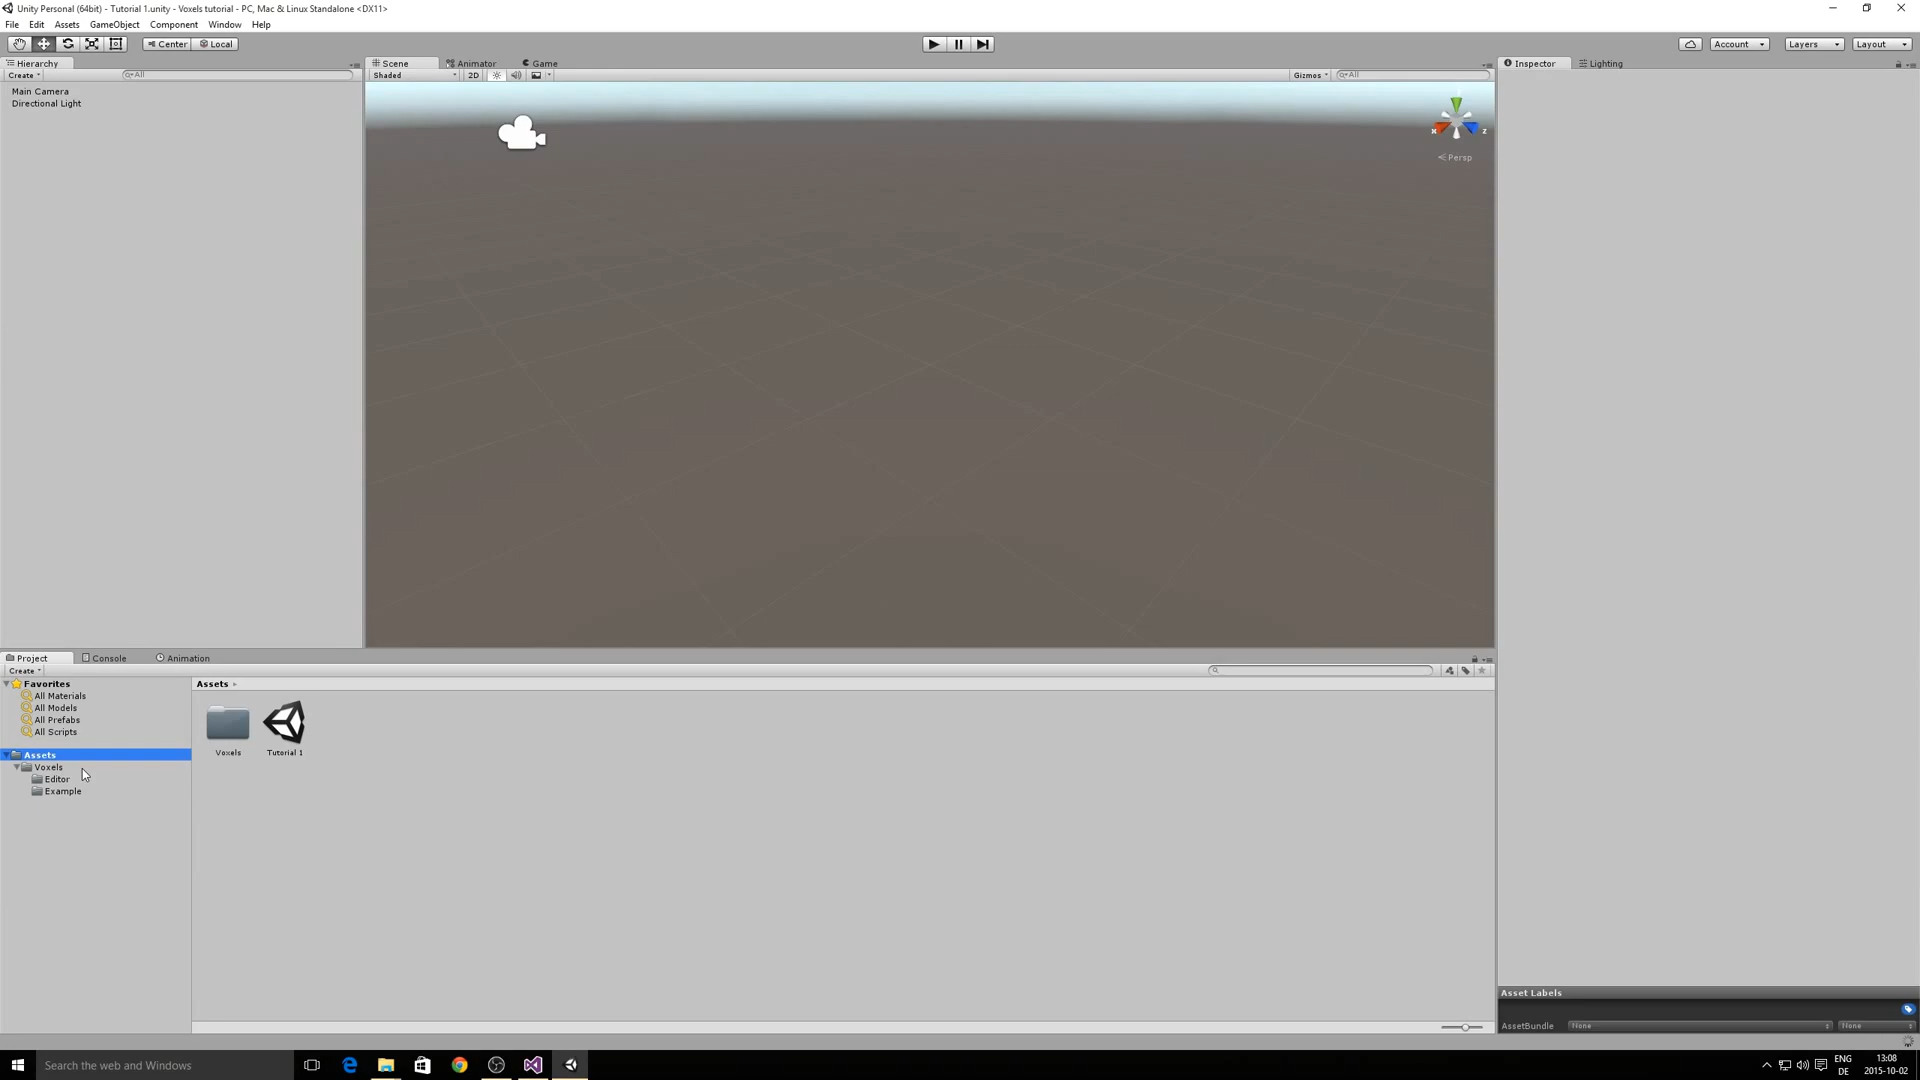 Unity Personal (64bit) - Tutorial 1.unity - Voxels tutorial - PC, Mac & Linux Standalone <DX11>
File Edit Assets GameObject Component Window Help
Center Local
Account Layers Layout
Hierarchy
Create All
Main Camera
Directional Light
Scene Animator Game
Shaded 2D Gizmos All
x z
Persp
Inspector Lighting
Project Console Animation
Create
Favorites
All Materials
All Models
All Prefabs
All Scripts
Assets
Voxels
Editor
Example
Assets
Voxels Tutorial 1
Asset Labels
AssetBundle None None
Search the web and Windows
ENG
DE
13:08
2015-10-02